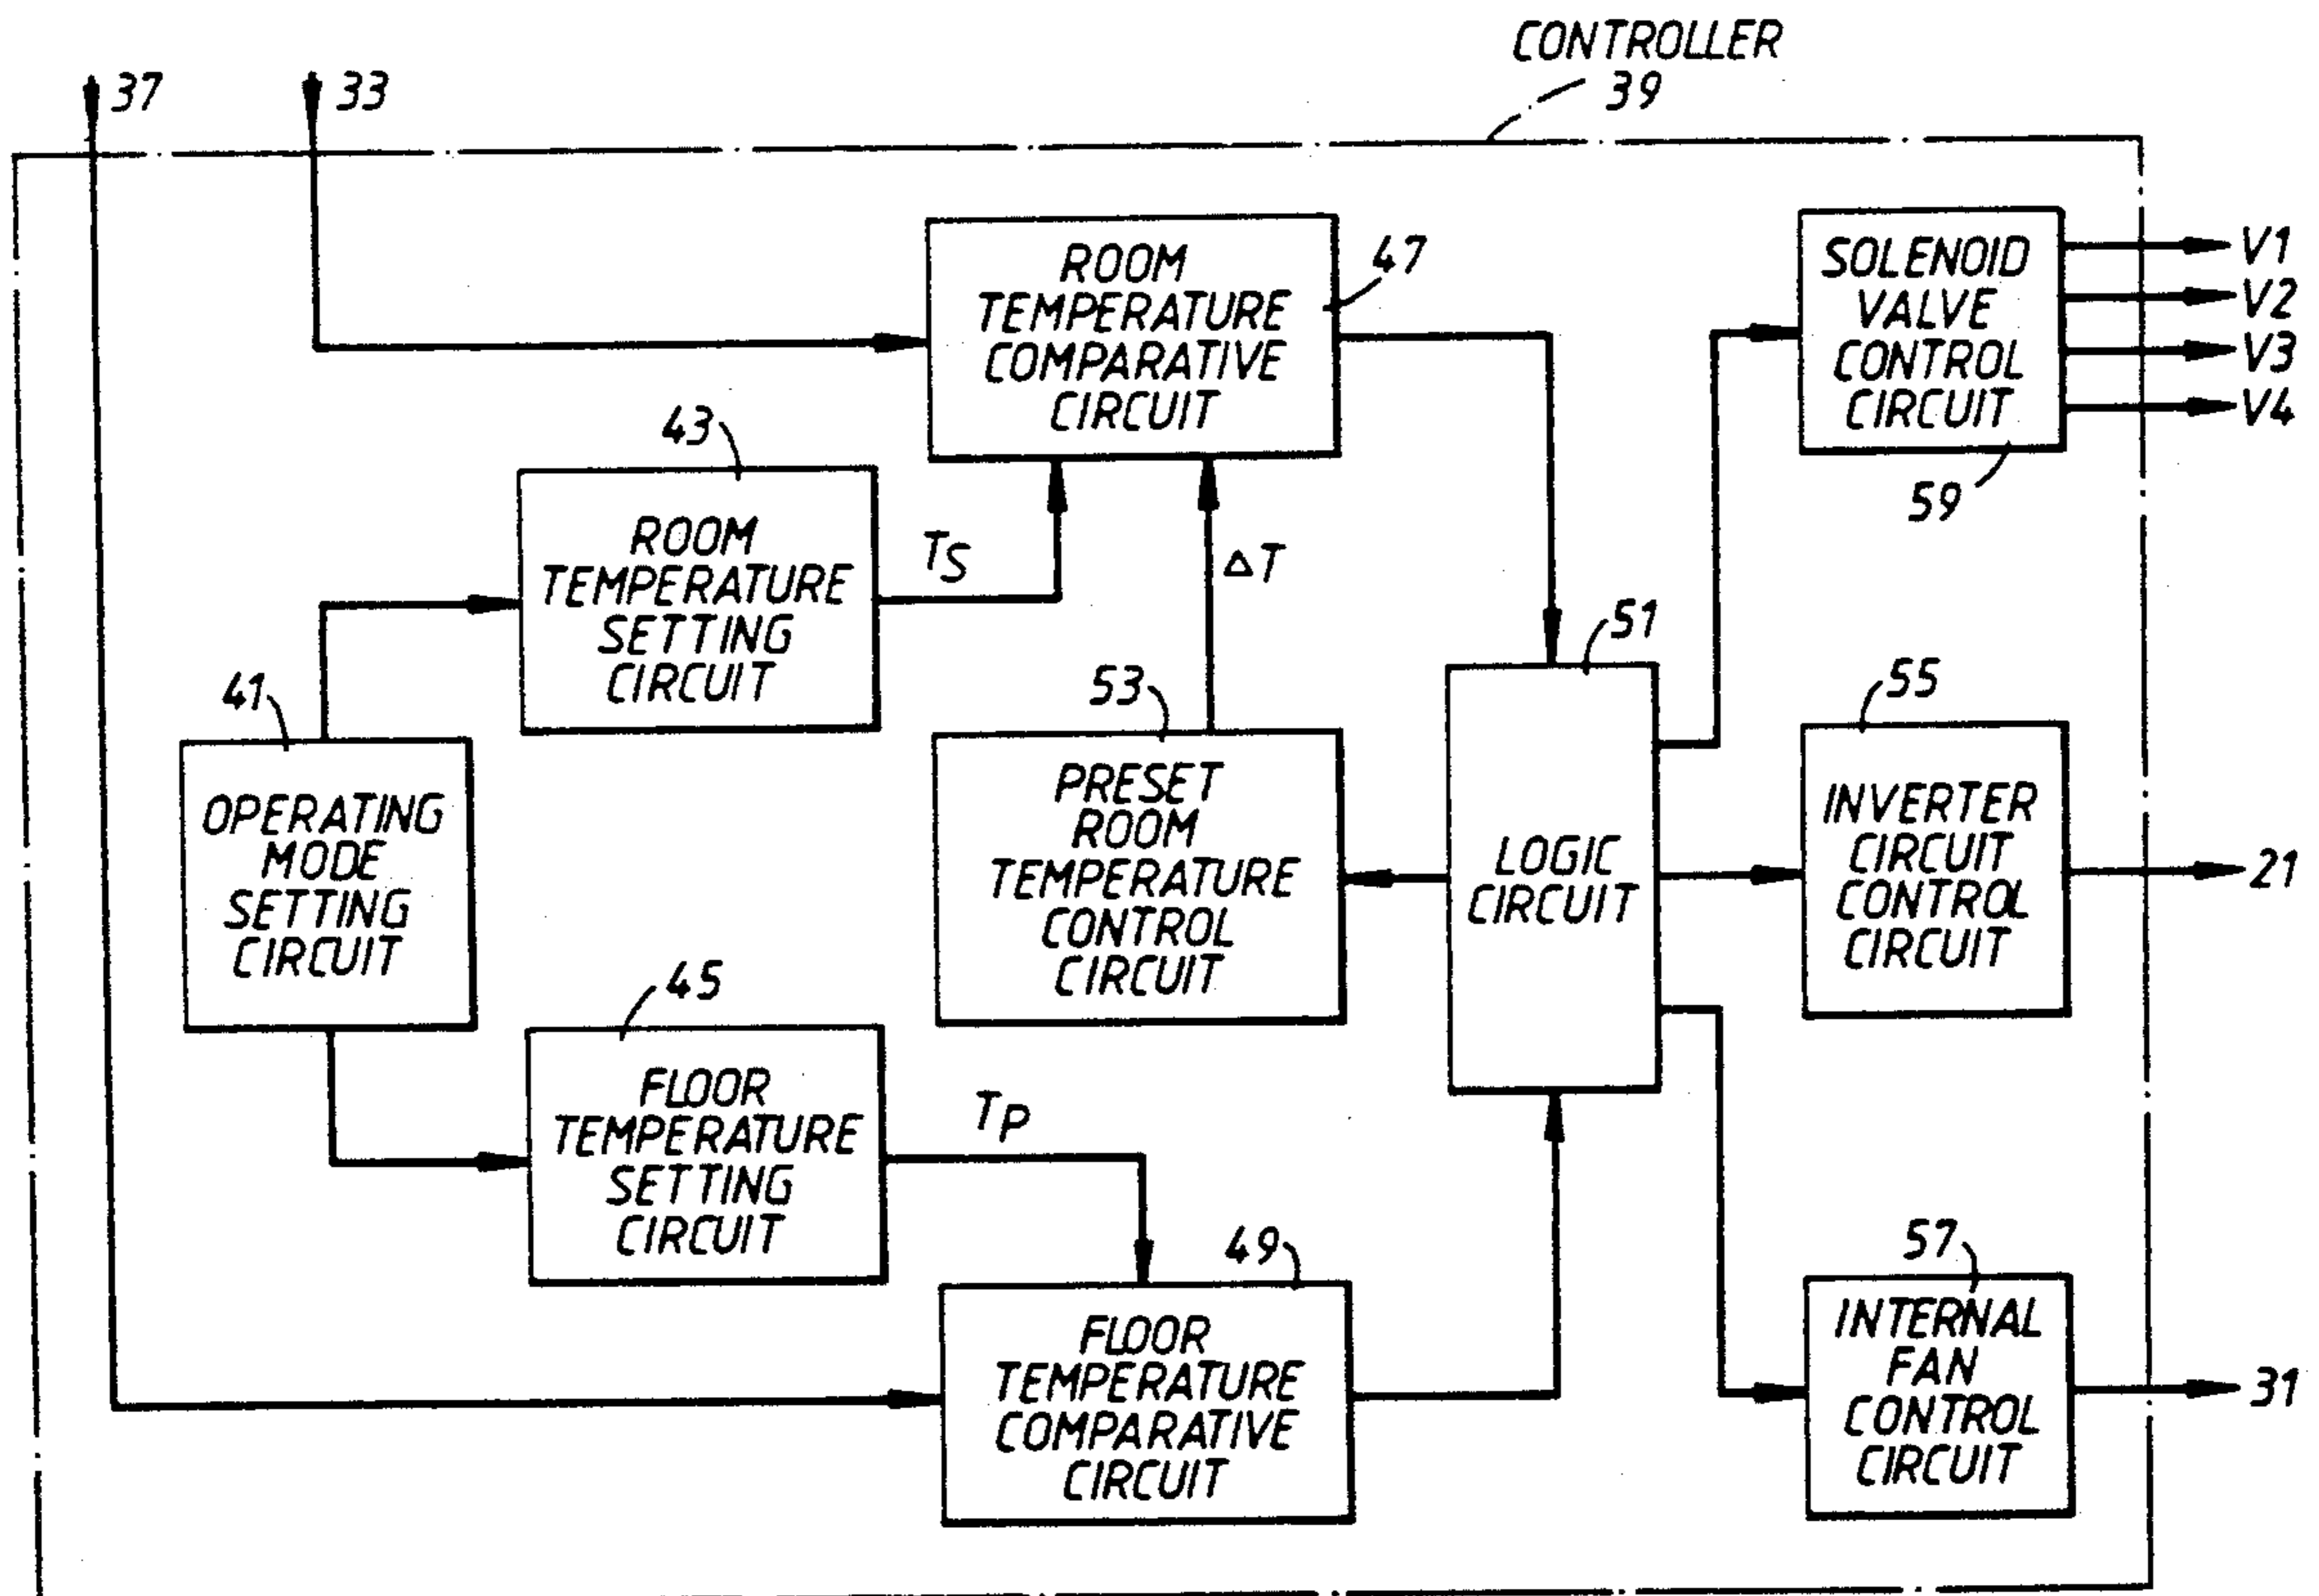 CONTROLLER
39
37
33
ROOM
TEMPERATURE
COMPARATIVE
CIRCUIT
47
SOLENOID
VALVE
CONTROL
CIRCUIT
59
V1
V2
V3
V4
43
ROOM
TEMPERATURE
SETTING
CIRCUIT
TS
ΔT
41
OPERATING
MODE
SETTING
CIRCUIT
53
PRESET
ROOM
TEMPERATURE
CONTROL
CIRCUIT
51
LOGIC
CIRCUIT
55
INVERTER
CIRCUIT
CONTROL
CIRCUIT
21
45
FLOOR
TEMPERATURE
SETTING
CIRCUIT
TP
49
FLOOR
TEMPERATURE
COMPARATIVE
CIRCUIT
57
INTERNAL
FAN
CONTROL
CIRCUIT
31